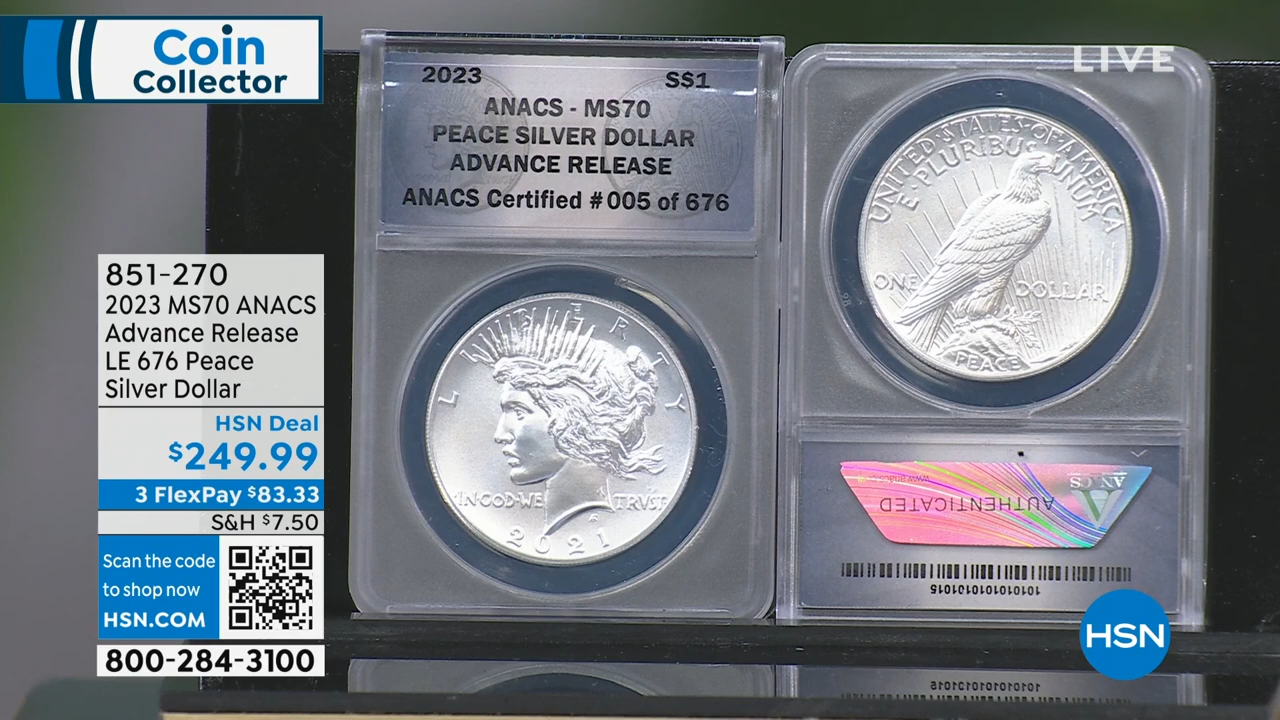 Coin
Collector
LIVE
851-270
2023 MS70 ANACS
Advance Release
LE 676 Peace
Silver Dollar
HSN Deal
$249.99
3 FlexPay $83.33
S&H $7.50
Scan the code
to shop now
HSN.COM
800-284-3100
2023 S$1
ANACS - MS70
PEACE SILVER DOLLAR
ADVANCE RELEASE
ANACS Certified #005 of 676
LIBERTY
IN GOD WE TRVST
2021
UNITED STATES OF AMERICA
E PLURIBUS UNUM
ONE DOLLAR
PEACE
ANACS
AUTHENTICATED
HSN